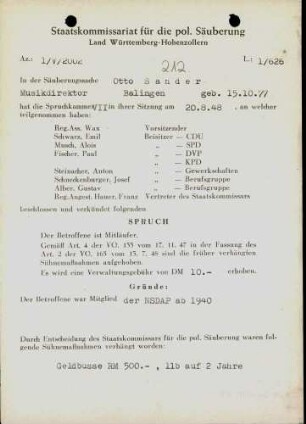 Staatskommissariat für die pol. Säuberung
Land Württemberg-Hohenzollern
Az.: 1/V/2002
L: 1/626
212
In der Säuberungssache Otto Sander
Musikdirektor Balingen geb. 15.10.77
hat die Spruchkammer VII in ihrer Sitzung am 20.8.48 , an welcher
teilgenommen haben:
Reg.Ass. Wax Vorsitzender
Schwarz, Emil Beisitzer — CDU
Musch, Alois „ — SPD
Fischer, Paul „ — DVP
„ — KPD
Steinacher, Anton „ — Gewerkschaften
Schneckenburger, Josef „ — Berufsgruppe
Alber, Gustav „ — Berufsgruppe
Reg.August. Hauer, Franz Vertreter des Staatskommissars
beschlossen und verkündet folgenden
SPRUCH
Der Betroffene ist Mitläufer.
Gemäß Art. 4 der VO. 133 vom 17. 11. 47 in der Fassung des
Art. 2 der VO. 165 vom 13. 7. 48 sind die früher verhängten
Sühnemaßnahmen aufgehoben.
Es wird eine Verwaltungsgebühr von DM 10.- erhoben.
Gründe:
Der Betroffene war Mitglied der NSDAP ab 1940
Durch Entscheidung des Staatskommissars für die pol. Säuberung waren fol-
gende Sühnemaßnahmen verhängt worden:
Geldbusse RM 500.- , 11b auf 2 Jahre